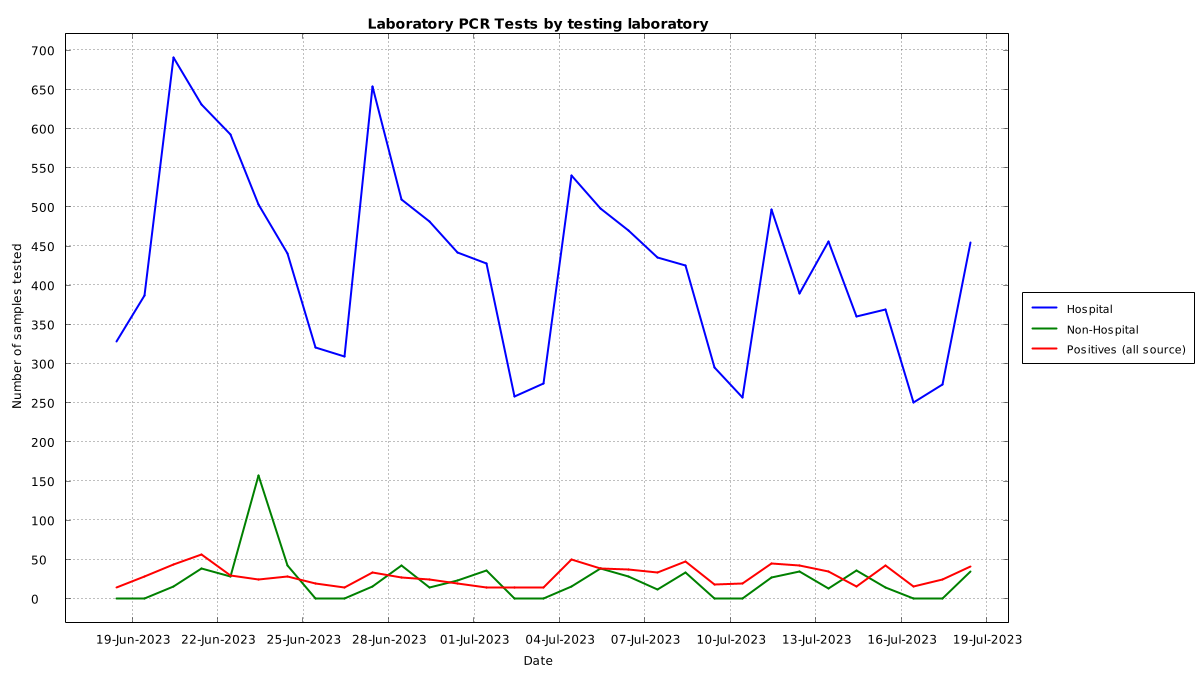 Laboratory PCR Tests by testing laboratory
700
650
600
550
500
450
400
350
300
250
200
150
100
50
0
Number of samples tested
19-Jun-2023 22-Jun-2023 25-Jun-2023 28-Jun-2023 01-Jul-2023 04-Jul-2023 07-Jul-2023 10-Jul-2023 13-Jul-2023 16-Jul-2023 19-Jul-2023
Date
Hospital
Non-Hospital
Positives (all source)